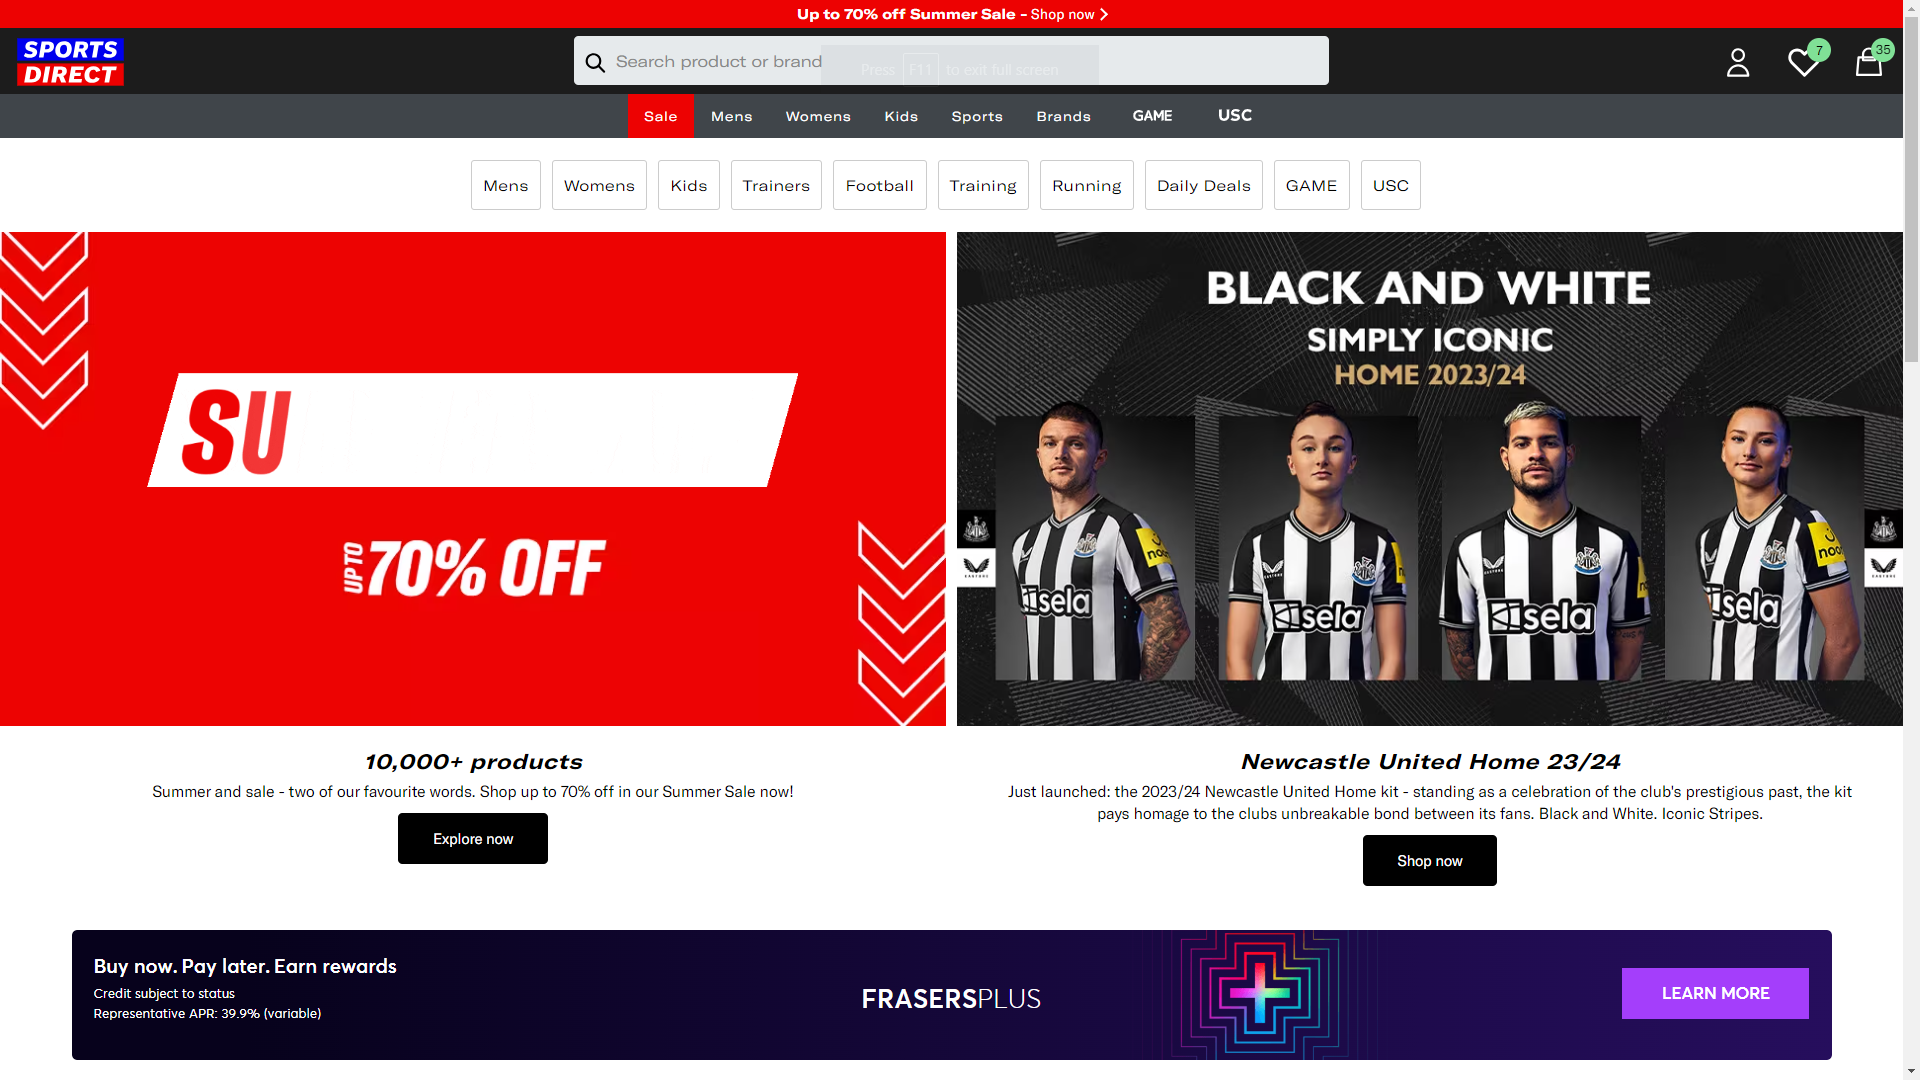 Up to 70% off Summer Sale - Shop now
SPORTS
DIRECT
Search product or brand
Press F11 to exit full screen
7
35
Sale
Mens
Womens
Kids
Sports
Brands
GAME
USC
Mens
Womens
Kids
Trainers
Football
Training
Running
Daily Deals
GAME
USC
SU
UP TO 70% OFF
BLACK AND WHITE
SIMPLY ICONIC
HOME 2023/24
noon
sela
sela
sela
noon
sela
10,000+ products
Summer and sale - two of our favourite words. Shop up to 70% off in our Summer Sale now!
Explore now
Newcastle United Home 23/24
Just launched: the 2023/24 Newcastle United Home kit - standing as a celebration of the club's prestigious past, the kit
pays homage to the clubs unbreakable bond between its fans. Black and White. Iconic Stripes.
Shop now
Buy now. Pay later. Earn rewards
Credit subject to status
Representative APR: 39.9% (variable)
FRASERSPLUS
LEARN MORE